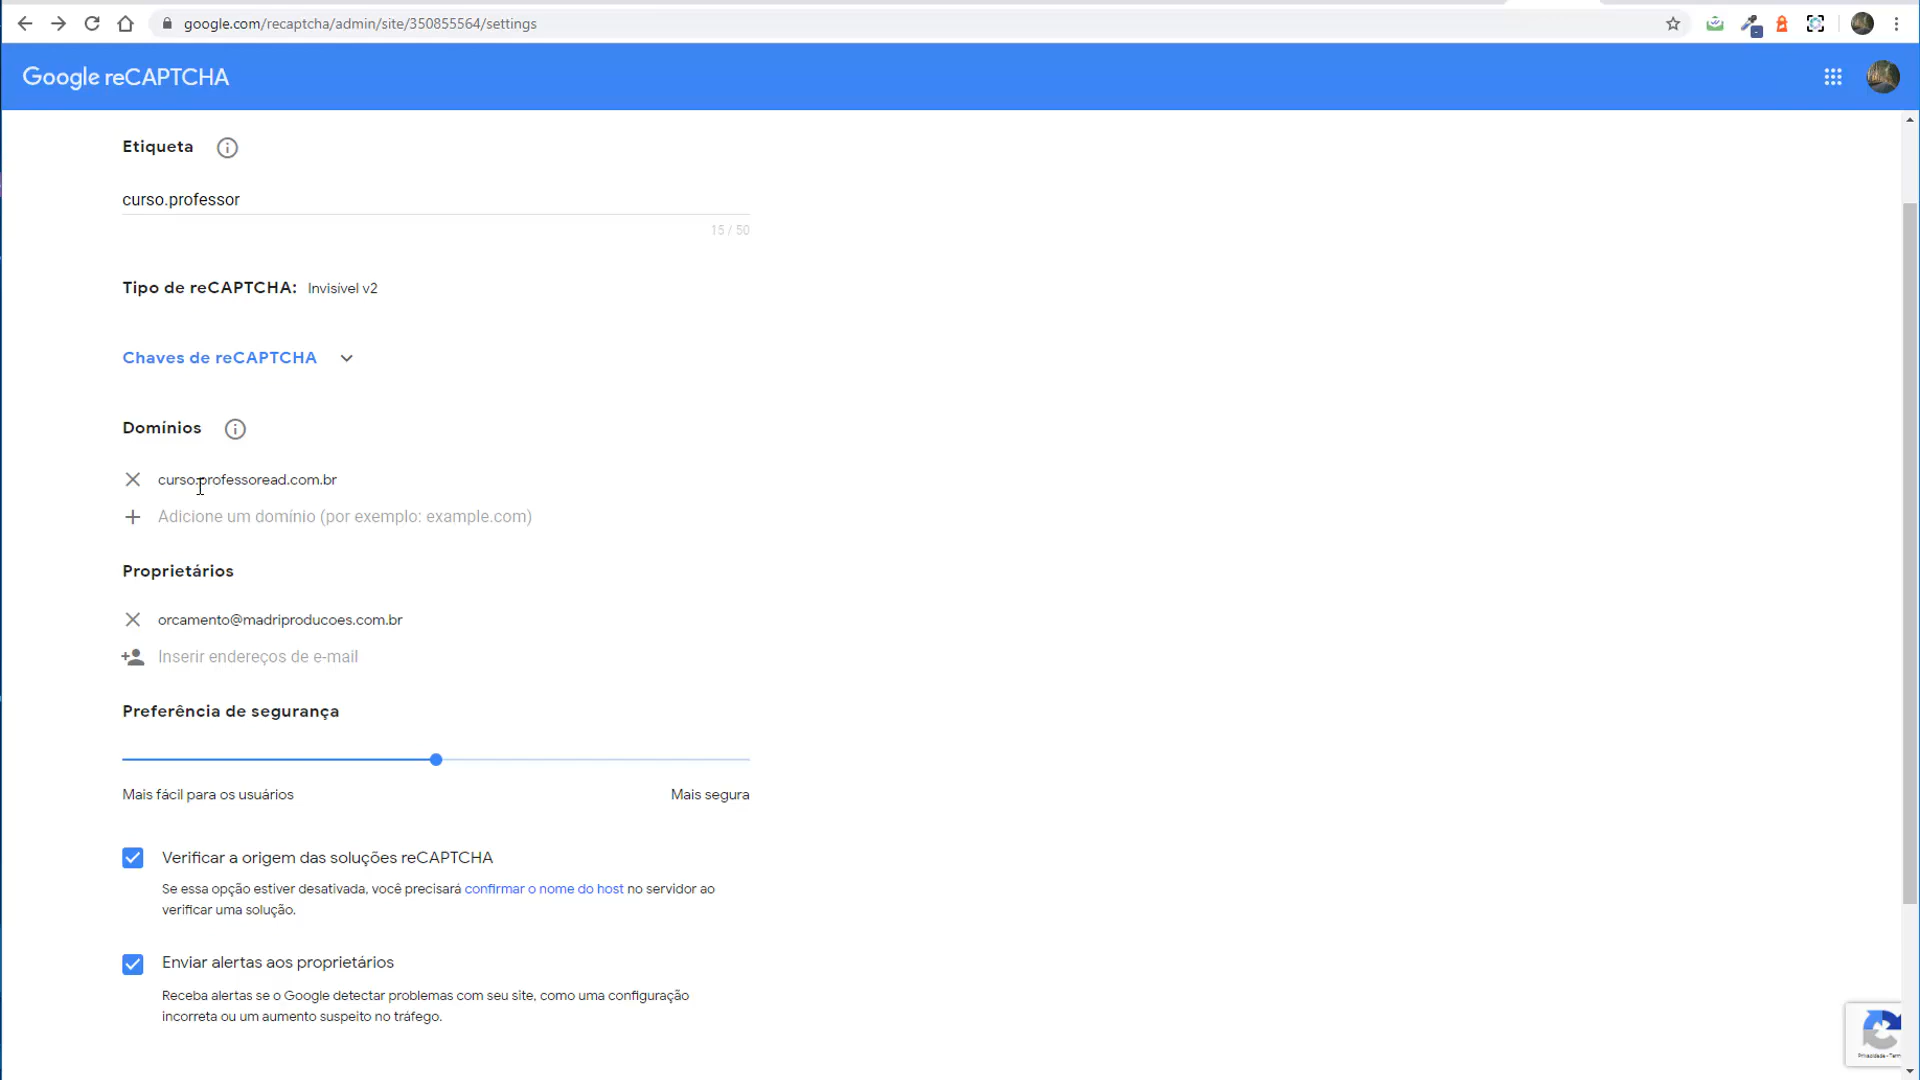 google.com/recaptcha/admin/site/350855564/settings
Google reCAPTCHA
Etiqueta
curso.professor
15 / 50
Tipo de reCAPTCHA: Invisível v2
Chaves de reCAPTCHA
Domínios
curso.professoread.com.br
Adicione um domínio (por exemplo: example.com)
Proprietários
orcamento@madriproducoes.com.br
Inserir endereços de e-mail
Preferência de segurança
Mais fácil para os usuários
Mais segura
Verificar a origem das soluções reCAPTCHA
Se essa opção estiver desativada, você precisará confirmar o nome do host no servidor ao
verificar uma solução.
Enviar alertas aos proprietários
Receba alertas se o Google detectar problemas com seu site, como uma configuração
incorreta ou um aumento suspeito no tráfego.
Privacidade - Term